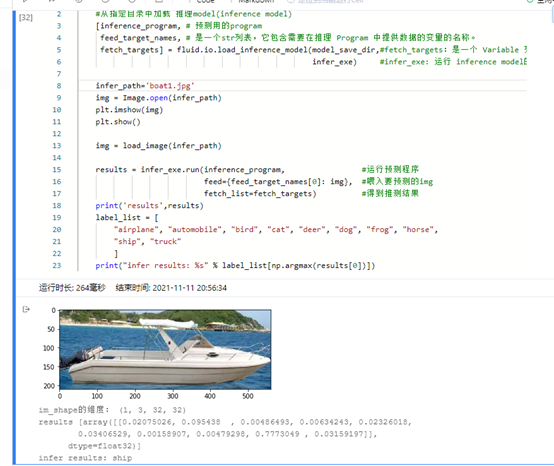 Code
Markdown
[32]
2 #从指定目录中加载 推理model(inference model)
3 [inference_program, # 预测用的program
4 feed_target_names, # 是一个str列表，它包含需要在推理 Program 中提供数据的变量的名称。
5 fetch_targets] = fluid.io.load_inference_model(model_save_dir,#fetch_targets: 是一个 Variable
6 infer_exe) #infer_exe: 运行 inference model
7
8 infer_path='boat1.jpg'
9 img = Image.open(infer_path)
10 plt.imshow(img)
11 plt.show()
12
13 img = load_image(infer_path)
14
15 results = infer_exe.run(inference_program, #运行预测程序
16 feed={feed_target_names[0]: img}, #喂入要预测的img
17 fetch_list=fetch_targets) #得到推测结果
18 print('results',results)
19 label_list = [
20 "airplane", "automobile", "bird", "cat", "deer", "dog", "frog", "horse",
21 "ship", "truck"
22 ]
23 print("infer results: %s" % label_list[np.argmax(results[0])])
运行时长: 264毫秒 结束时间: 2021-11-11 20:56:34
0
50
100
150
200
0 100 200 300 400 500
im_shape的维度: (1, 3, 32, 32)
results [array([[0.02075026, 0.095438 , 0.00486493, 0.00634243, 0.02326018,
0.03406529, 0.00158907, 0.00479298, 0.7773049 , 0.03159197]],
dtype=float32)]
infer results: ship